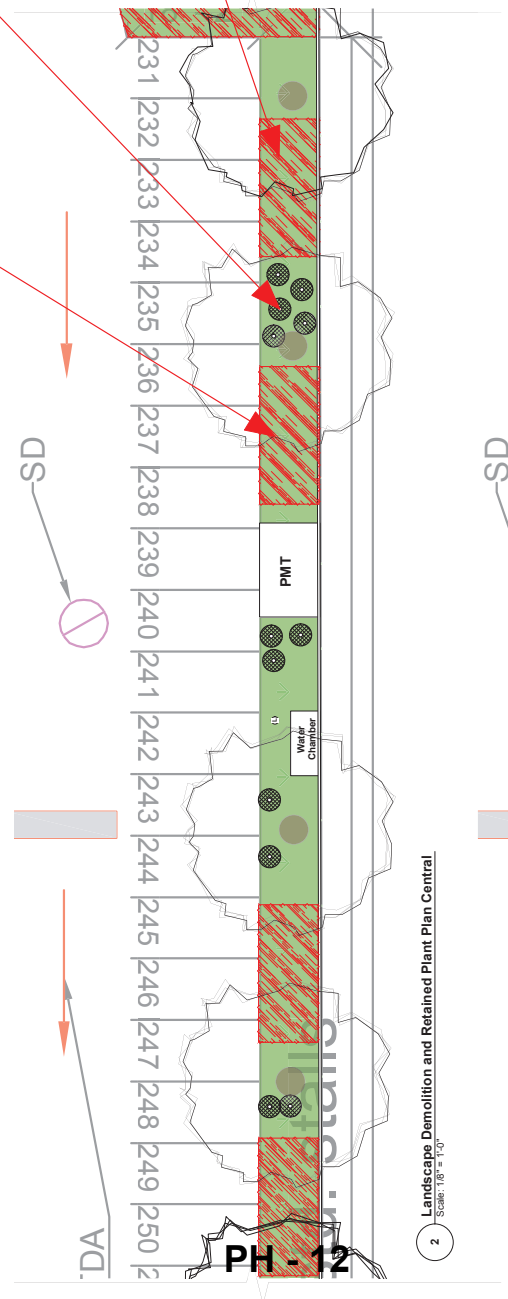 231
232
233
234
235
236
237
238
239
240
241
242
243
244
245
246
247
248
249
250
SD
SD
PMT
(L)
Water
Chamber
stalls
DA
PH - 12
2
Landscape Demolition and Retained Plant Plan Central
Scale: 1/8" = 1'-0"